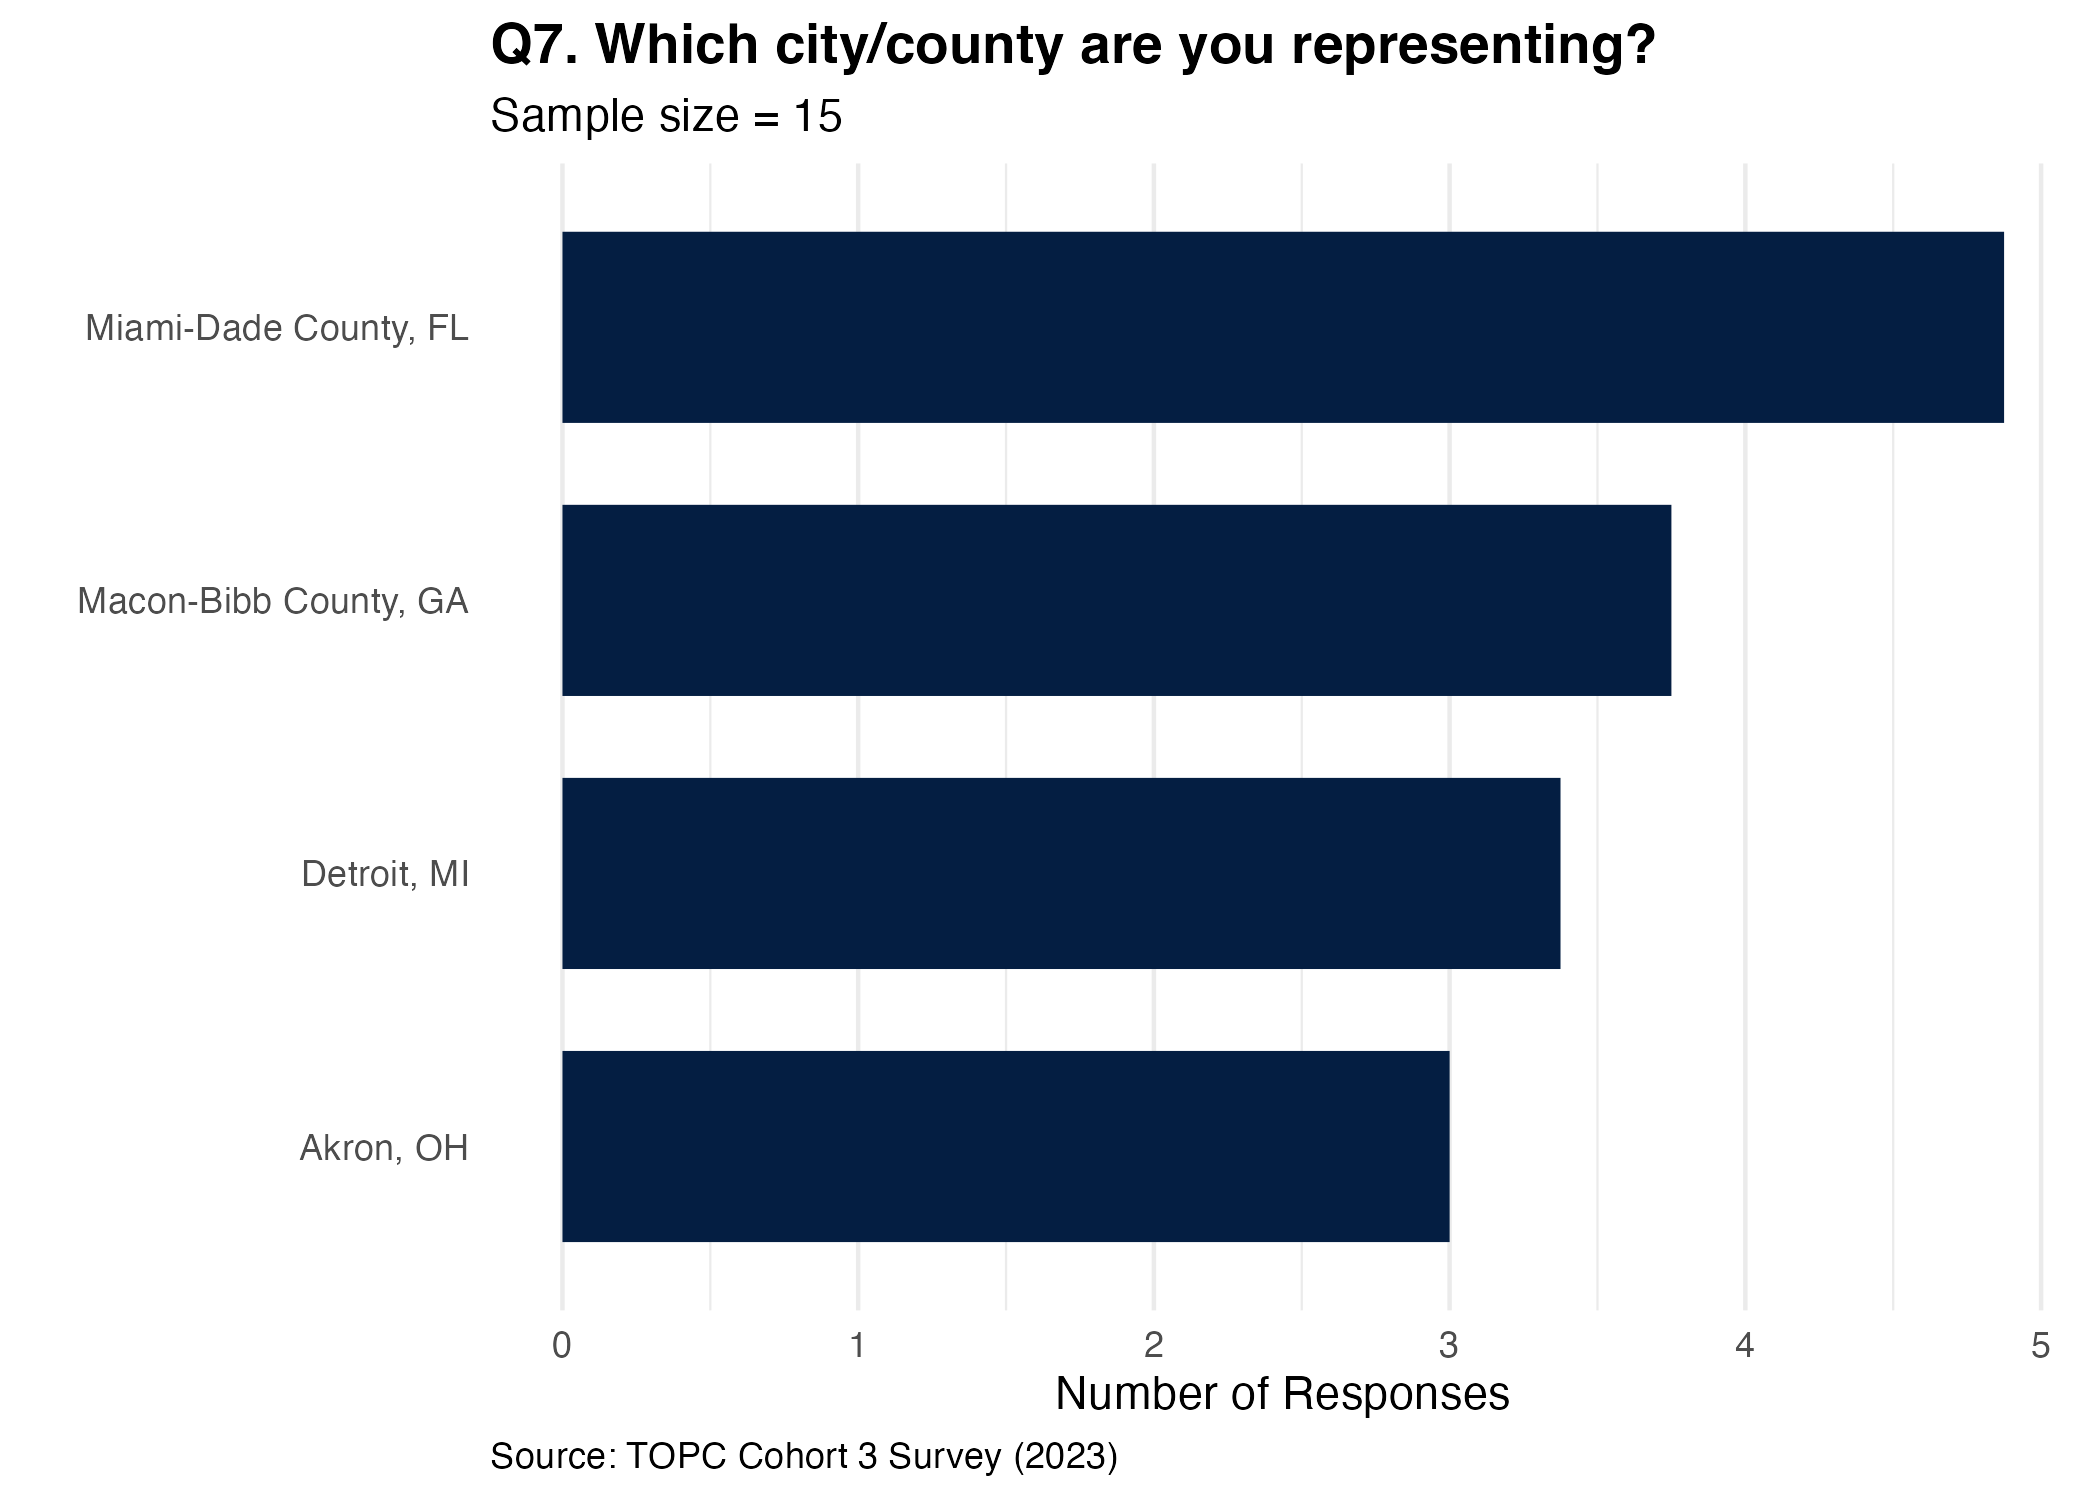 Q7. Which city/county are you representing?
Sample size = 15
Miami-Dade County, FL
Macon-Bibb County, GA
Detroit, MI
Akron, OH
0 1 2 3 4 5
Number of Responses
Source: TOPC Cohort 3 Survey (2023)